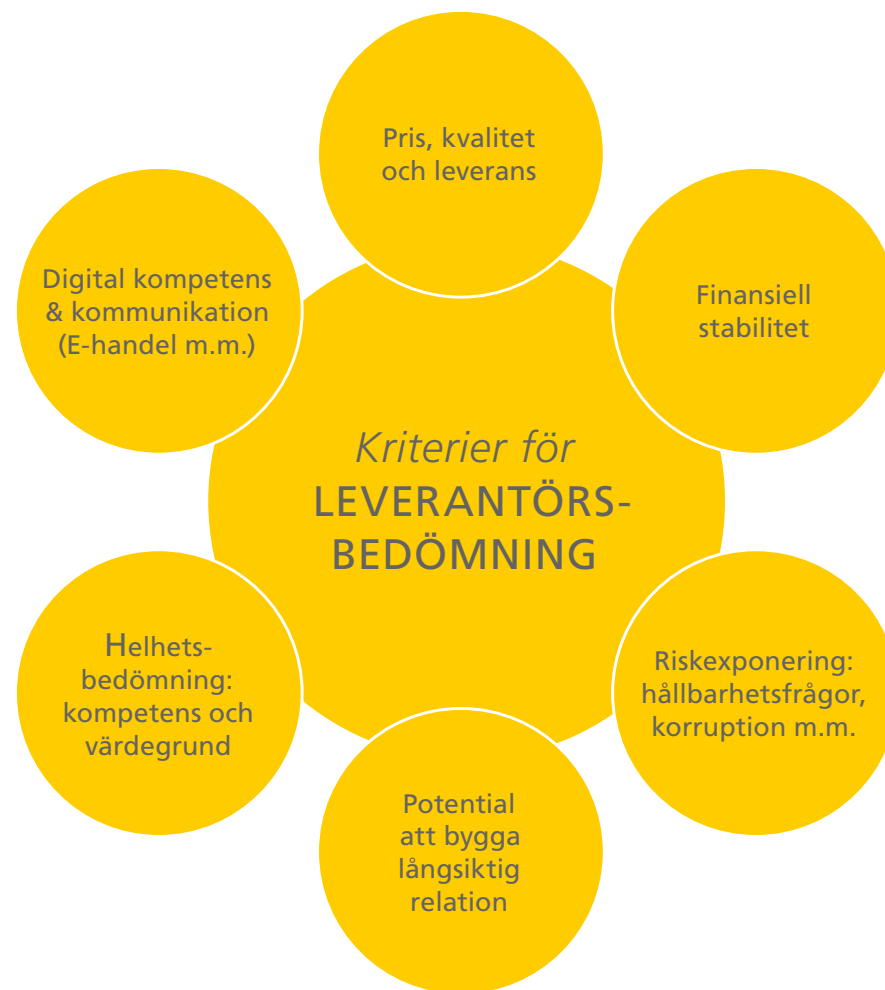 Pris, kvalitet
och leverans
Finansiell
stabilitet
Riskexponering:
hållbarhetsfrågor,
korruption m.m.
Potential
att bygga
långsiktig
relation
Helhets-
bedömning:
kompetens och
värdegrund
Digital kompetens
& kommunikation
(E-handel m.m.)
Kriterier för
LEVERANTÖRS-
BEDÖMNING